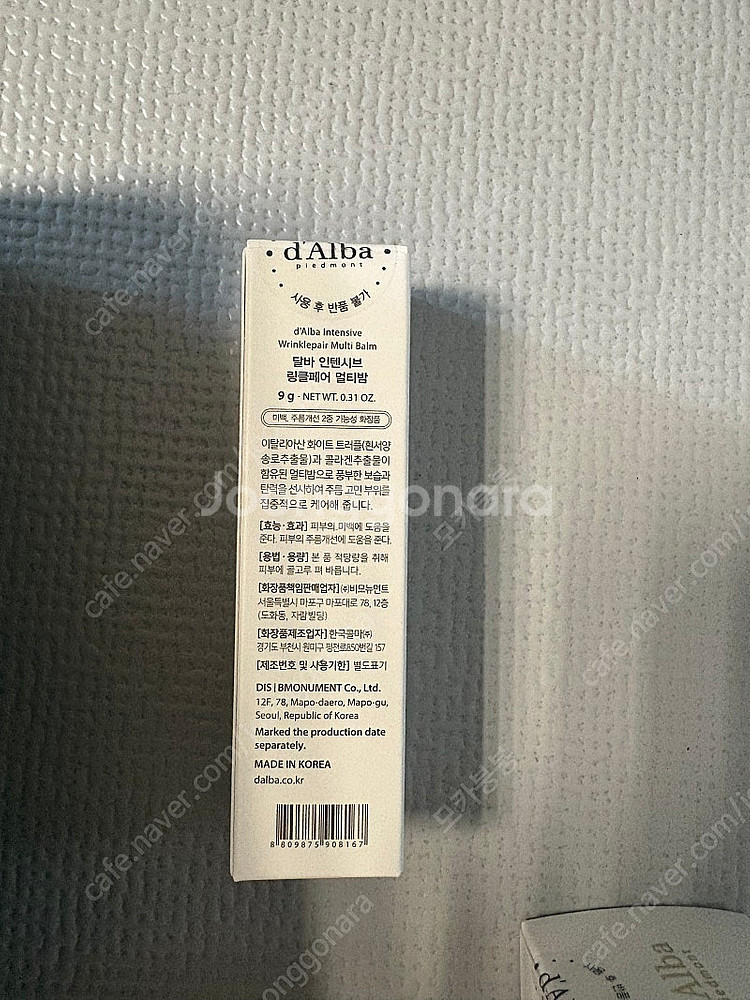 d'Alba
piedmont
사용 후 반품 불가
d'Alba Intensive
Wrinklepair Multi Balm
달바 인텐시브
링클페어 멀티밤
9 g - NET WT. 0.31 OZ.
미백, 주름개선 2중 기능성 화장품
이탈리아산 화이트 트러플(흰서양
송로추출물)과 콜라겐추출물이
함유된 멀티밤으로 풍부한 보습과
탄력을 선사하여 주름 고민 부위를
집중적으로 케어해 줍니다.
[효능·효과] 피부의 미백에 도움을
준다. 피부의 주름개선에 도움을 준다.
[용법·용량] 본 품 적당량을 취해
피부에 골고루 펴 바릅니다.
[화장품책임판매업자] ㈜비모뉴먼트
서울특별시 마포구 마포대로 78, 12층
(도화동, 자람빌딩)
[화장품제조업자] 한국콜마㈜
경기도 부천시 원미구 평천로850번길 157
[제조번호 및 사용기한] 별도표기
DIS | BMONUMENT Co., Ltd.
12F, 78, Mapo-daero, Mapo-gu,
Seoul, Republic of Korea
Marked the production date
separately.
MADE IN KOREA
dalba.co.kr
8 809875 908167
Joonggonara
cafe.naver.com/j
모카봉봉
d'A
Alba